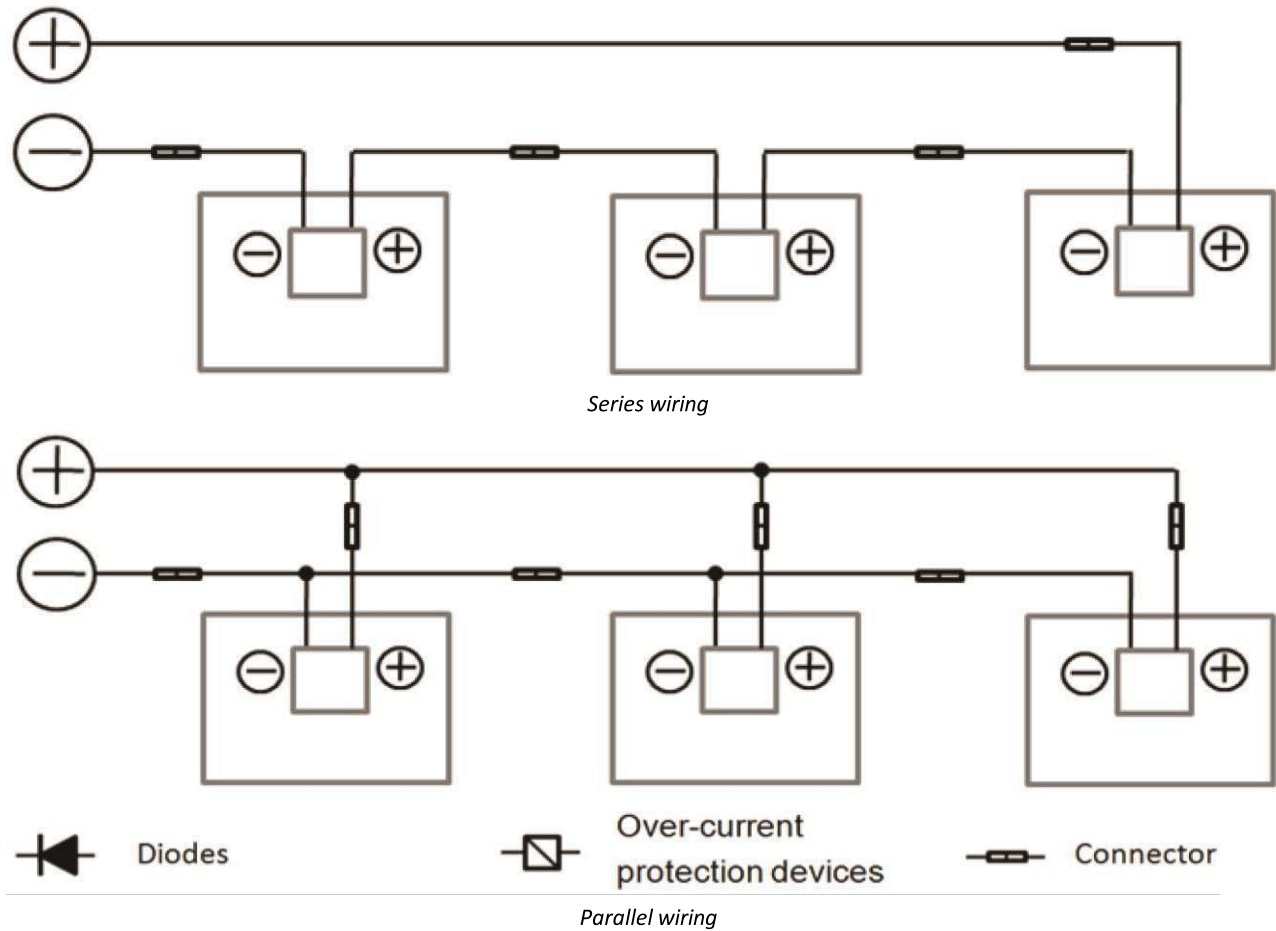 Series wiring
Diodes
Over-current
protection devices
Connector
Parallel wiring